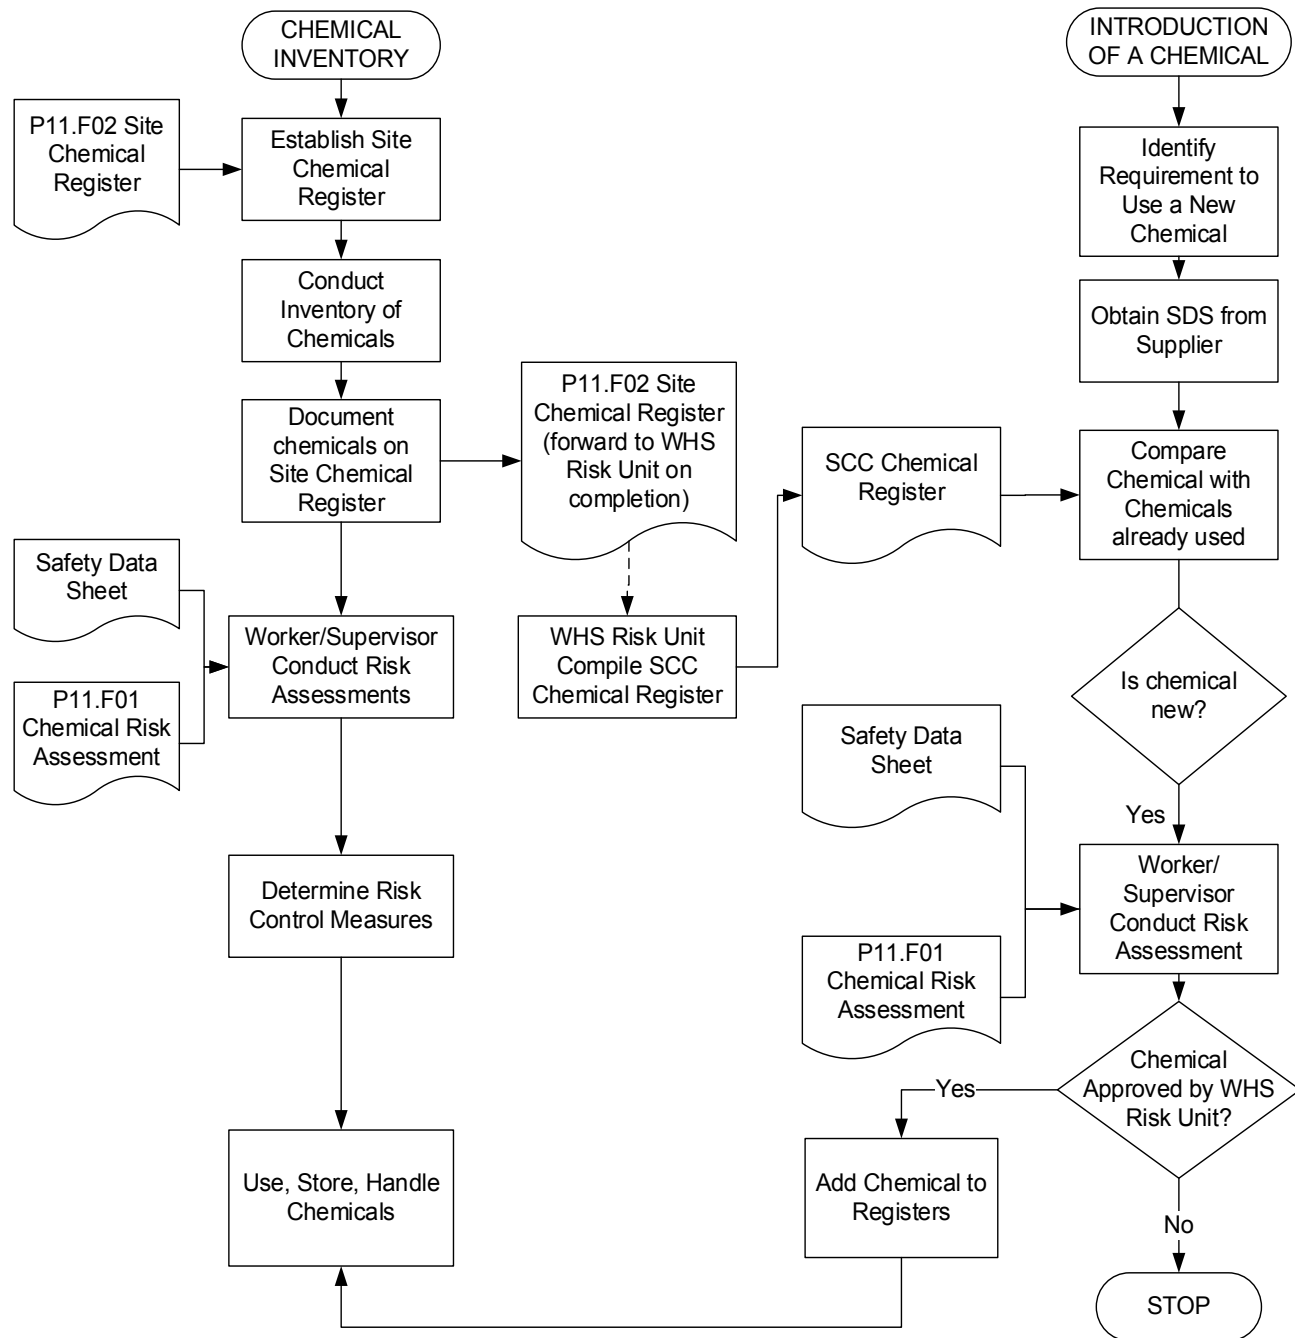 CHEMICAL
INVENTORY
INTRODUCTION
OF A CHEMICAL
P11.F02 Site
Chemical
Register
Establish Site
Chemical
Register
Identify
Requirement to
Use a New
Chemical
Conduct
Inventory of
Chemicals
Obtain SDS from
Supplier
Document
chemicals on
Site Chemical
Register
P11.F02 Site
Chemical Register
(forward to WHS
Risk Unit on
completion)
SCC Chemical
Register
Compare
Chemical with
Chemicals
already used
Safety Data
Sheet
P11.F01
Chemical Risk
Assessment
Worker/Supervisor
Conduct Risk
Assessments
WHS Risk Unit
Compile SCC
Chemical Register
Is chemical
new?
Yes
Safety Data
Sheet
P11.F01
Chemical Risk
Assessment
Worker/
Supervisor
Conduct Risk
Assessment
Determine Risk
Control Measures
Chemical
Approved by WHS
Risk Unit?
Yes
Add Chemical to
Registers
Use, Store, Handle
Chemicals
No
STOP